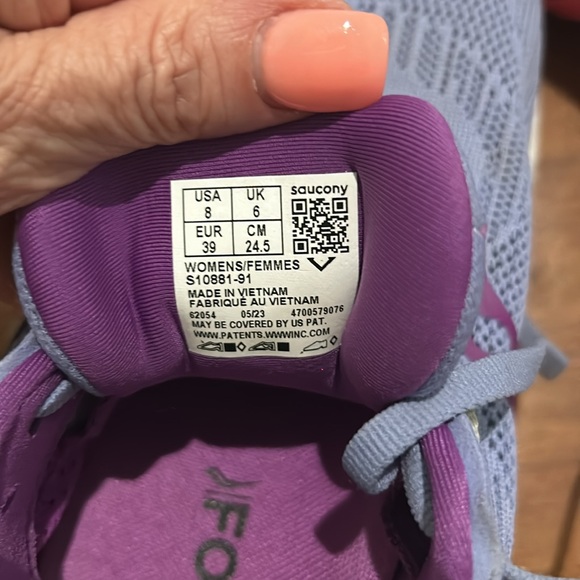 USA UK saucony
8 6
EUR CM
39 24.5
WOMENS/FEMMES
S10881-91
MADE IN VIETNAM
FABRIQUÉ AU VIETNAM
62054 05/23 4700579076
MAY BE COVERED BY US PAT.
WWW.PATENTS.WWWINC.COM
FO